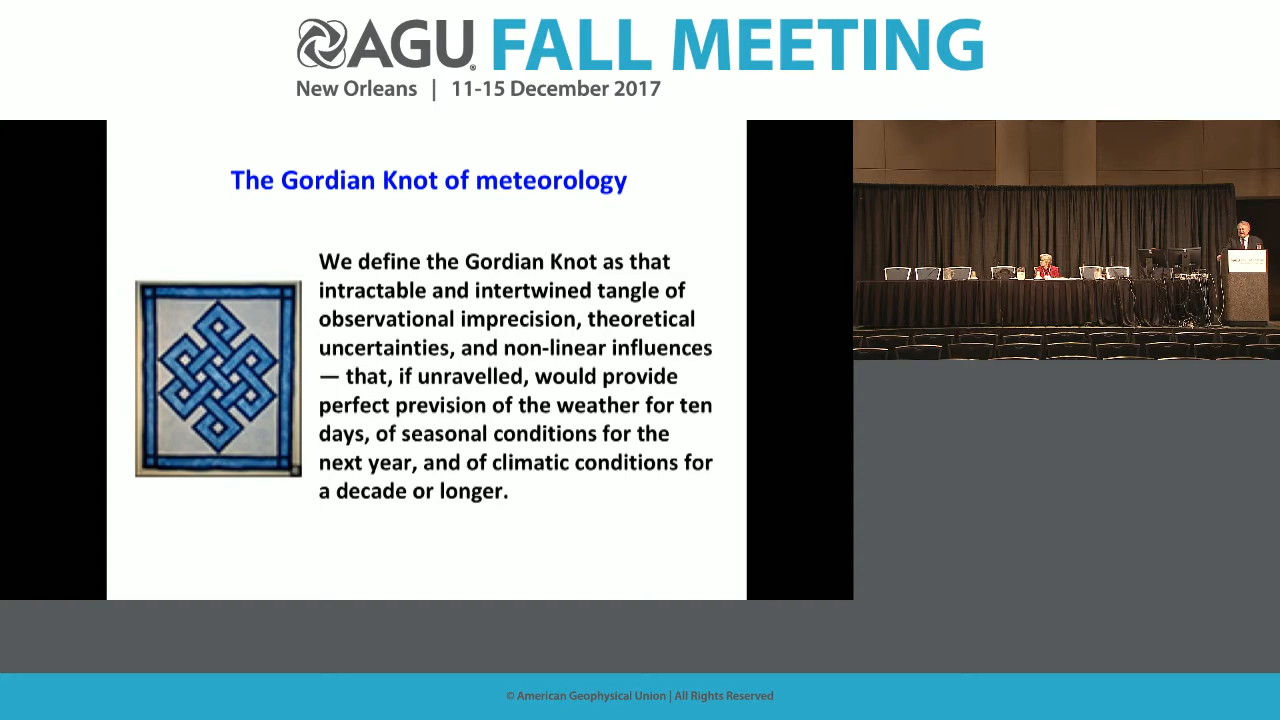 AGU FALL MEETING
New Orleans | 11-15 December 2017
The Gordian Knot of meteorology
We define the Gordian Knot as that
intractable and intertwined tangle of
observational imprecision, theoretical
uncertainties, and non-linear influences
— that, if unravelled, would provide
perfect prevision of the weather for ten
days, of seasonal conditions for the
next year, and of climatic conditions for
a decade or longer.
© American Geophysical Union | All Rights Reserved